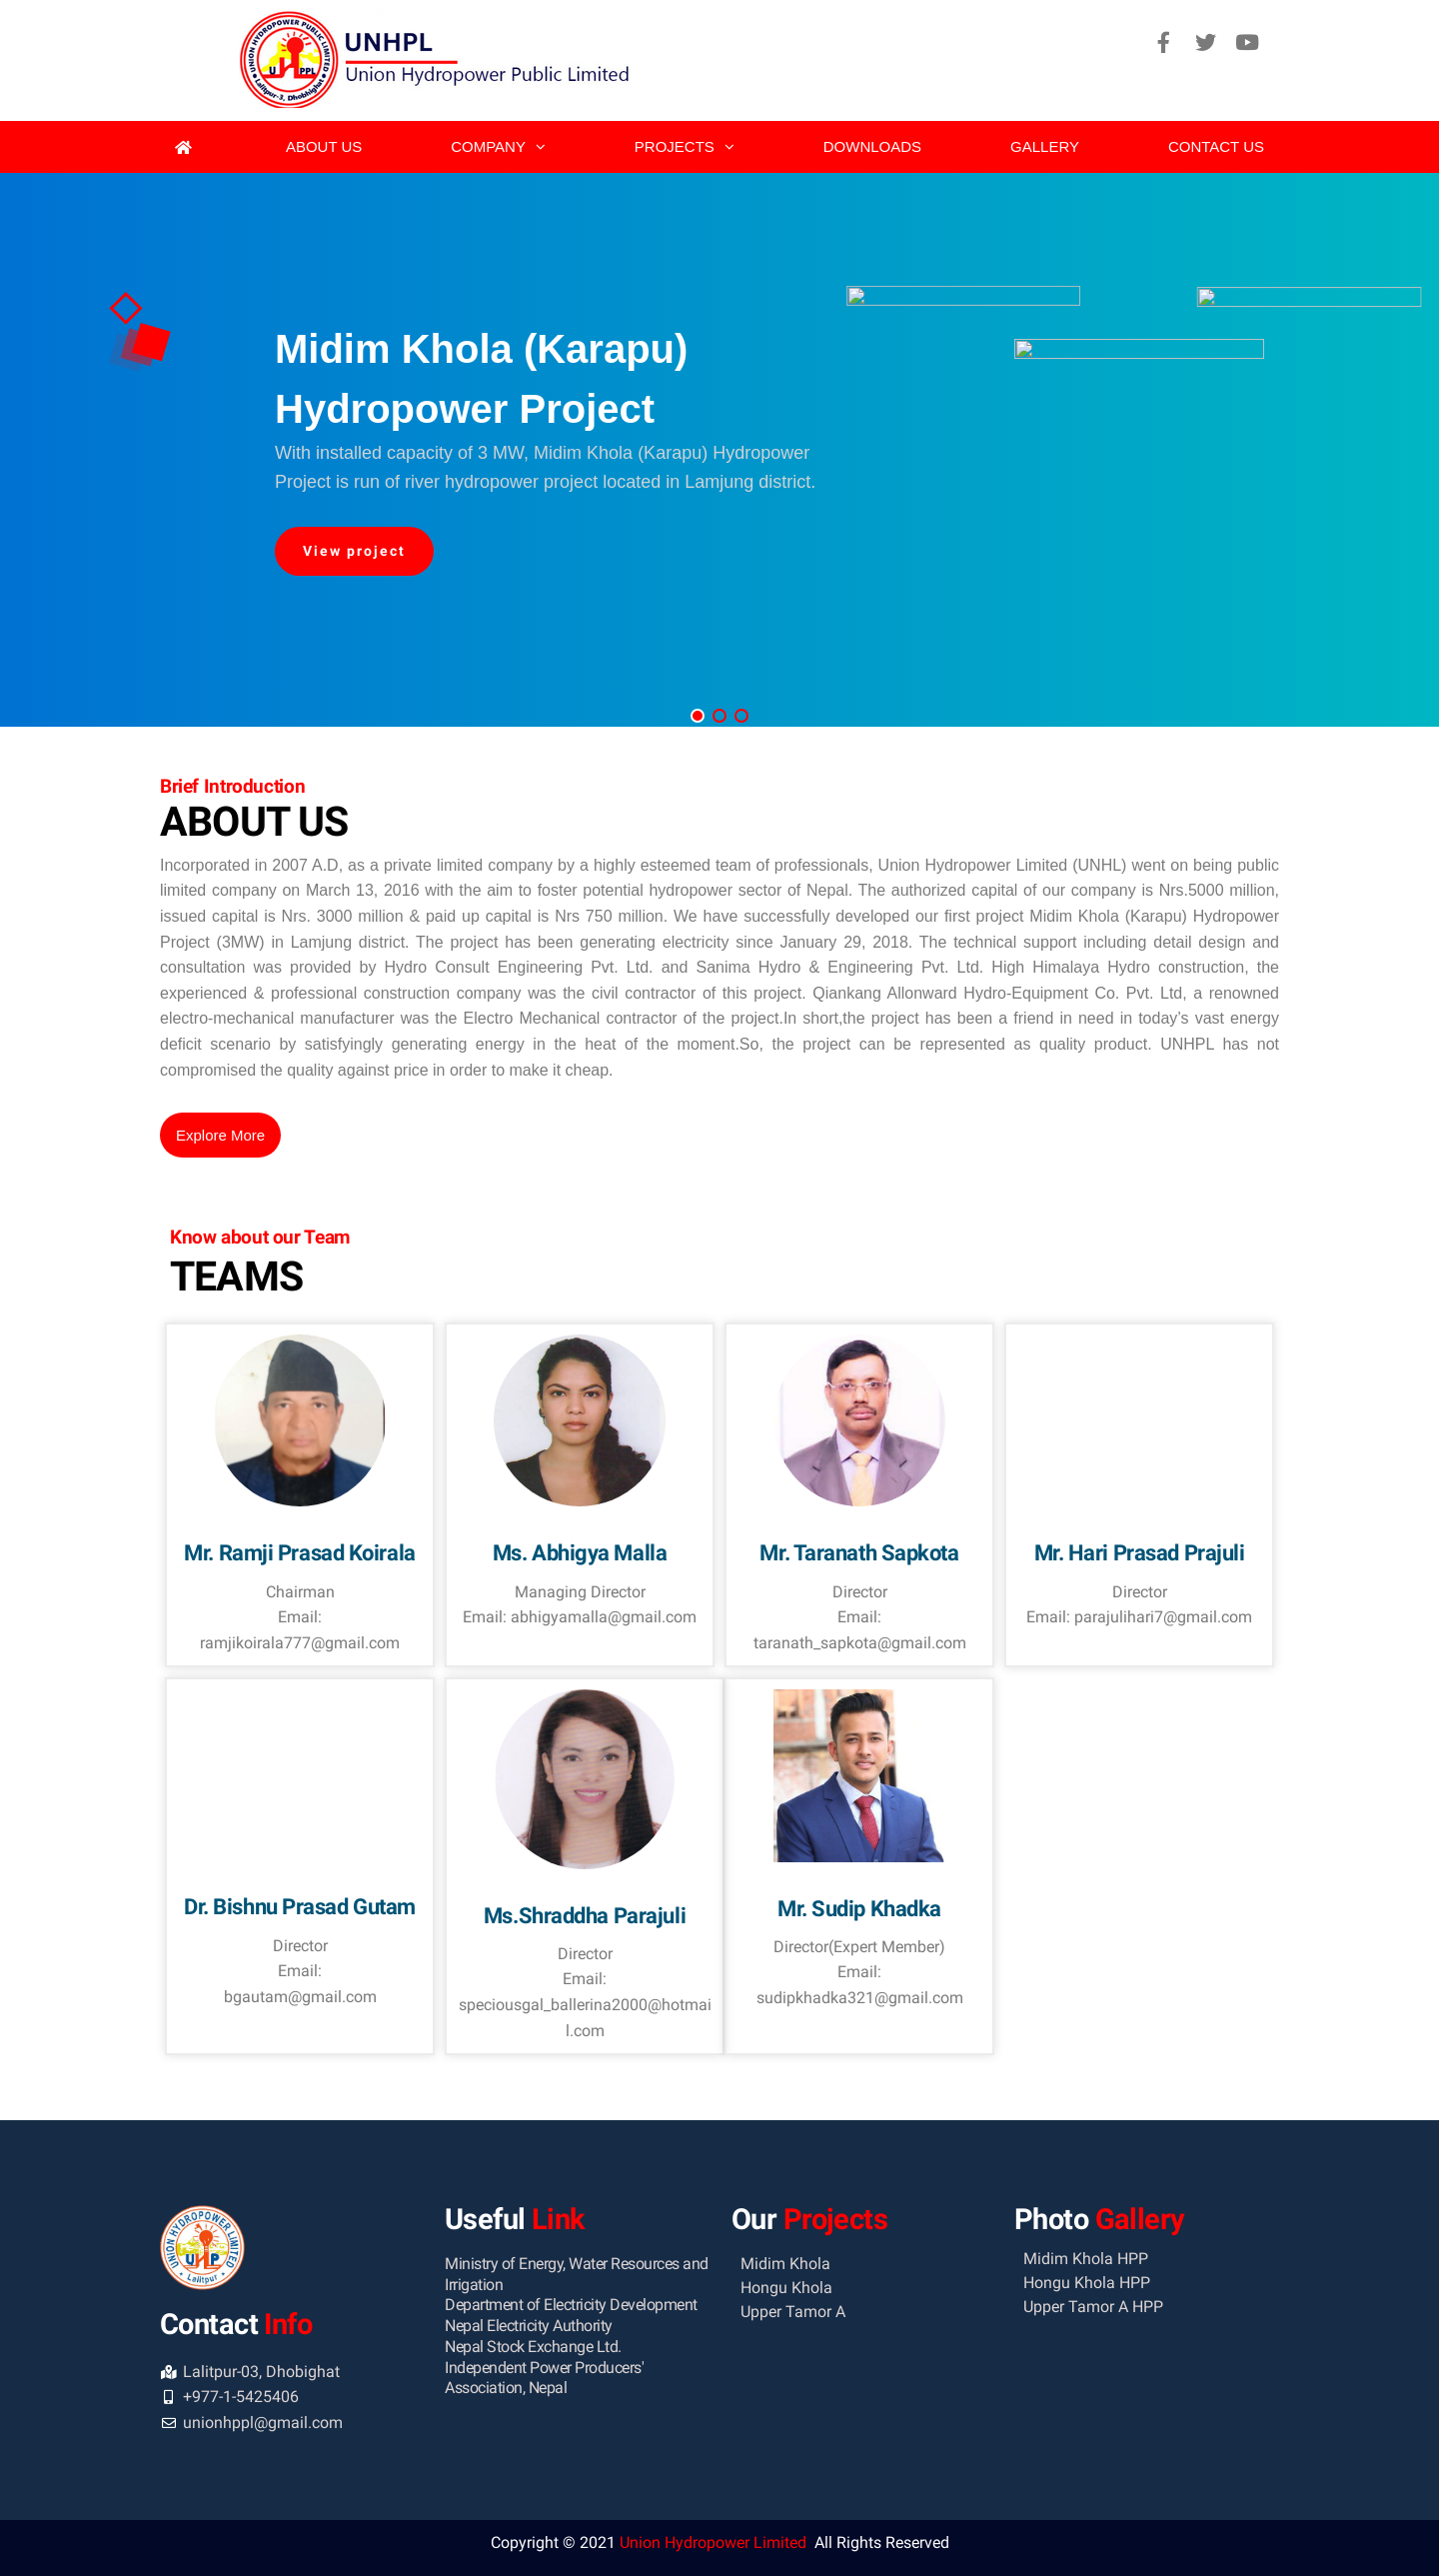 UNION HYDROPOWER PUBLIC LIMITED
U PPL
Lalitpur-3, Dhobhighat
UNHPL
Union Hydropower Public Limited
ABOUT US
COMPANY
PROJECTS
DOWNLOADS
GALLERY
CONTACT US
Midim Khola (Karapu)
Hydropower Project
With installed capacity of 3 MW, Midim Khola (Karapu) Hydropower
Project is run of river hydropower project located in Lamjung district.
View project
Brief Introduction
ABOUT US
Incorporated in 2007 A.D, as a private limited company by a highly esteemed team of professionals, Union Hydropower Limited (UNHL) went on being public
limited company on March 13, 2016 with the aim to foster potential hydropower sector of Nepal. The authorized capital of our company is Nrs.5000 million,
issued capital is Nrs. 3000 million & paid up capital is Nrs 750 million. We have successfully developed our first project Midim Khola (Karapu) Hydropower
Project (3MW) in Lamjung district. The project has been generating electricity since January 29, 2018. The technical support including detail design and
consultation was provided by Hydro Consult Engineering Pvt. Ltd. and Sanima Hydro & Engineering Pvt. Ltd. High Himalaya Hydro construction, the
experienced & professional construction company was the civil contractor of this project. Qiankang Allonward Hydro-Equipment Co. Pvt. Ltd, a renowned
electro-mechanical manufacturer was the Electro Mechanical contractor of the project.In short,the project has been a friend in need in today's vast energy
deficit scenario by satisfyingly generating energy in the heat of the moment.So, the project can be represented as quality product. UNHPL has not
compromised the quality against price in order to make it cheap.
Explore More
Know about our Team
TEAMS
Mr. Ramji Prasad Koirala
Chairman
Email:
ramjikoirala777@gmail.com
Ms. Abhigya Malla
Managing Director
Email: abhigyamalla@gmail.com
Mr. Taranath Sapkota
Director
Email:
taranath_sapkota@gmail.com
Mr. Hari Prasad Prajuli
Director
Email: parajulihari7@gmail.com
Dr. Bishnu Prasad Gutam
Director
Email:
bgautam@gmail.com
Ms.Shraddha Parajuli
Director
Email:
speciousgal_ballerina2000@hotmai
l.com
Mr. Sudip Khadka
Director(Expert Member)
Email:
sudipkhadka321@gmail.com
UNION HYDROPOWER LIMITED
UHP
Lalitpur
Contact Info
Lalitpur-03, Dhobighat
+977-1-5425406
unionhppl@gmail.com
Useful Link
Ministry of Energy, Water Resources and
Irrigation
Department of Electricity Development
Nepal Electricity Authority
Nepal Stock Exchange Ltd.
Independent Power Producers'
Association, Nepal
Our Projects
Midim Khola
Hongu Khola
Upper Tamor A
Photo Gallery
Midim Khola HPP
Hongu Khola HPP
Upper Tamor A HPP
Copyright © 2021 Union Hydropower Limited All Rights Reserved